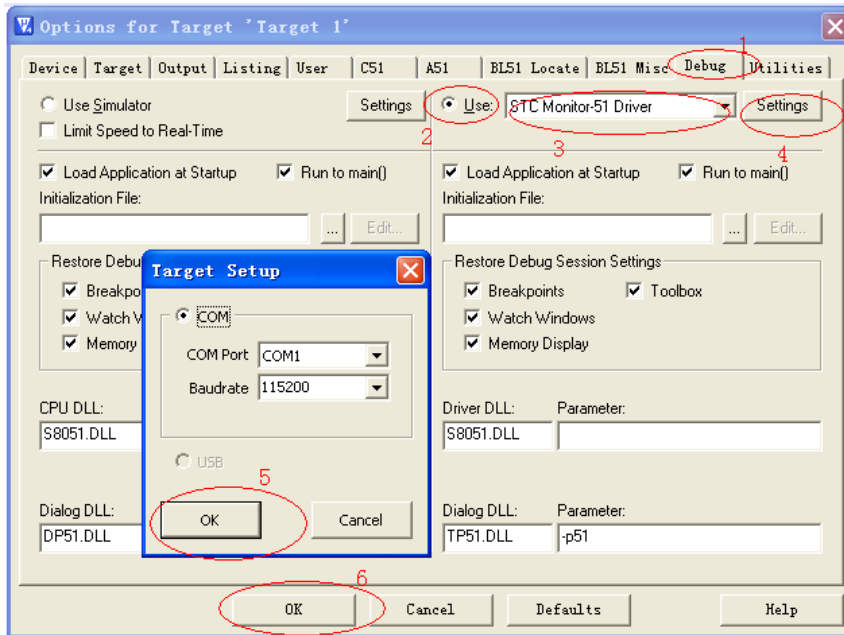 Options for Target 'Target 1'
1
Device Target Output Listing User C51 A51 BL51 Locate BL51 Misc Debug Utilities
Use Simulator Settings Use: STC Monitor-51 Driver Settings
Limit Speed to Real-Time
2 3 4
Load Application at Startup Run to main() Load Application at Startup Run to main()
Initialization File: Initialization File:
... Edit... ... Edit...
Restore Debu Restore Debug Session Settings
Breakpo Breakpoints Toolbox
Watch W Watch Windows
Memory Memory Display
Target Setup
COM
COM Port COM1
Baudrate 115200
USB
5
OK Cancel
CPU DLL: Driver DLL: Parameter:
S8051.DLL S8051.DLL
Dialog DLL: Dialog DLL: Parameter:
DP51.DLL TP51.DLL -p51
6
OK Cancel Defaults Help